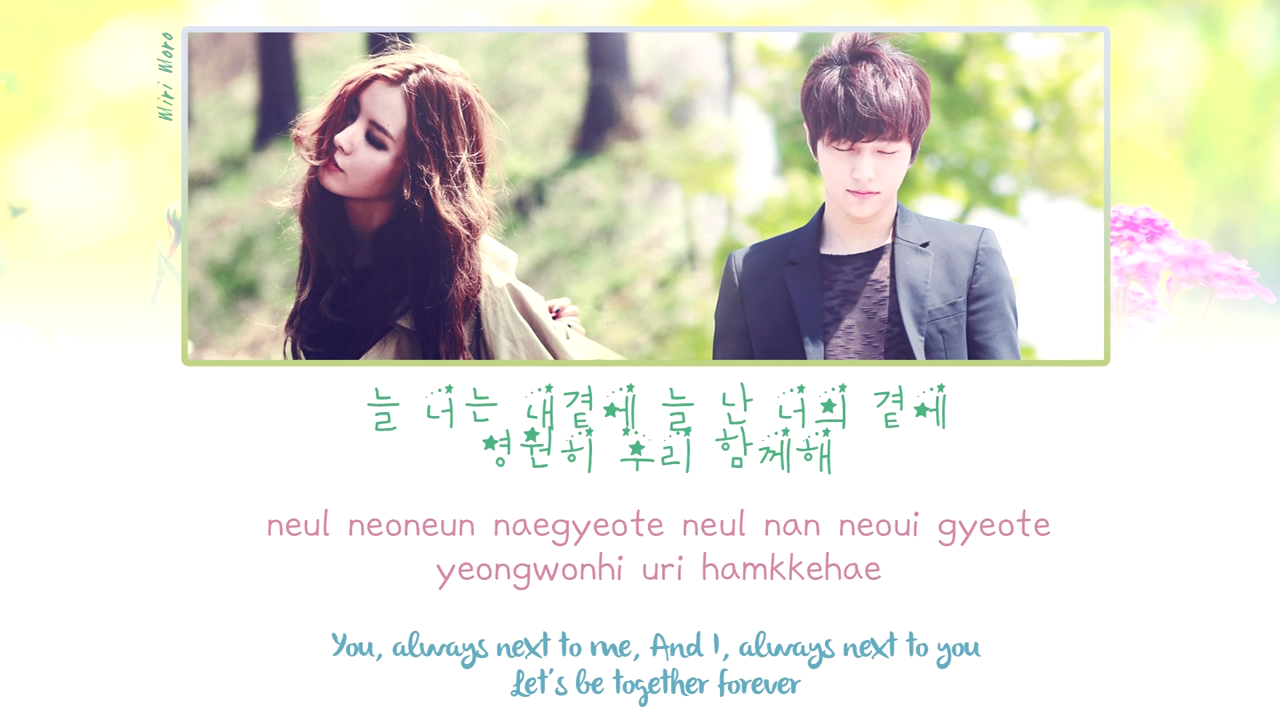 Miri Moro
늘 너는 내곁에 늘 난 너의 곁에
영원히 우리 함께해
neul neoneun naegyeote neul nan neoui gyeote
yeongwonhi uri hamkkehae
You, always next to me, And I, always next to you
Let's be together forever